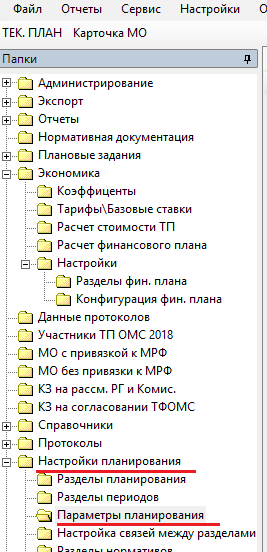 Файл Отчеты Сервис Настройки
ТЕК. ПЛАН Карточка МО
Папки
Администрирование
Экспорт
Отчеты
Нормативная документация
Плановые задания
Экономика
Коэффиценты
Тарифы\Базовые ставки
Расчет стоимости ТП
Расчет финансового плана
Настройки
Разделы фин. плана
Конфигурация фин. плана
Данные протоколов
Участники ТП ОМС 2018
МО с привязкой к МРФ
МО без привязки к МРФ
КЗ на рассм. РГ и Комис.
КЗ на согласовании ТФОМС
Справочники
Протоколы
Настройки планирования
Разделы планирования
Разделы периодов
Параметры планирования
Настройка связей между разделами
Разделы нормативов